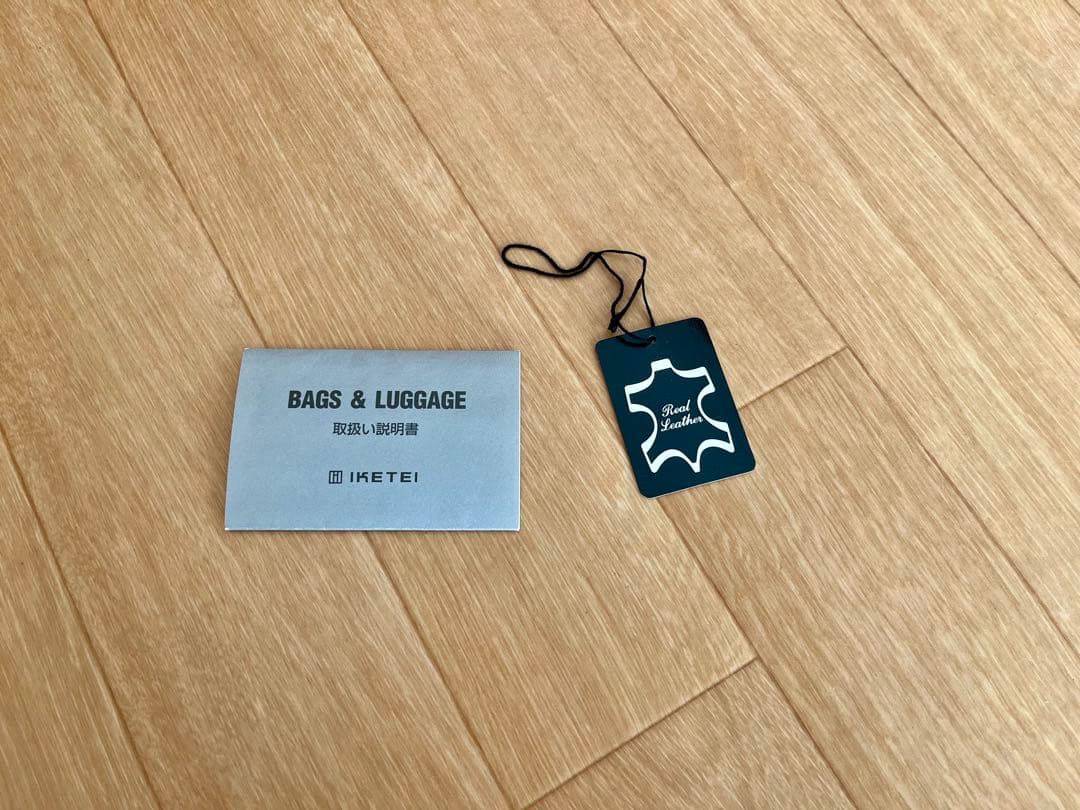 BAGS & LUGGAGE
取扱い説明書
IKETEI
Real
Leather